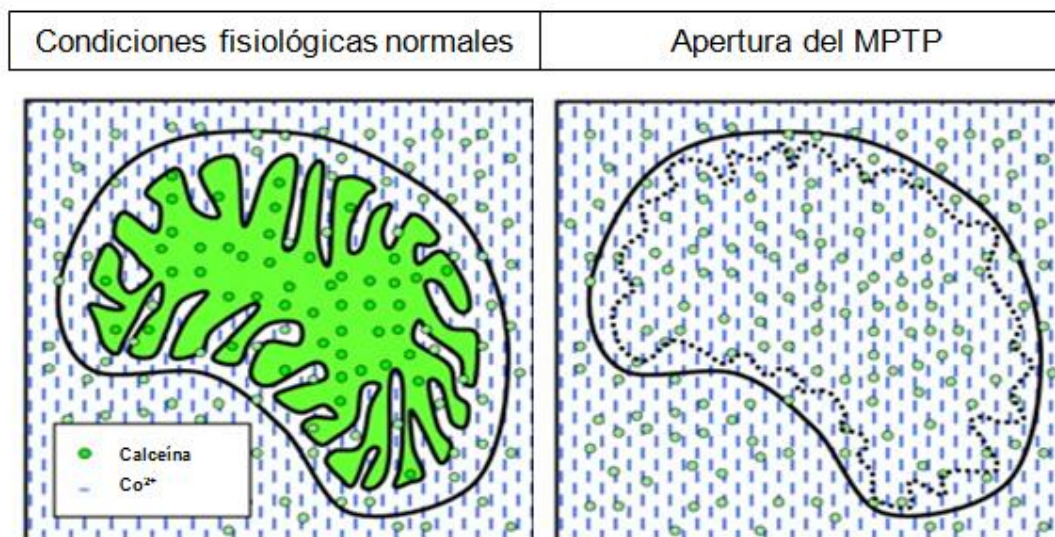 Condiciones fisiológicas normales
Apertura del MPTP
Calceína
Co²⁺